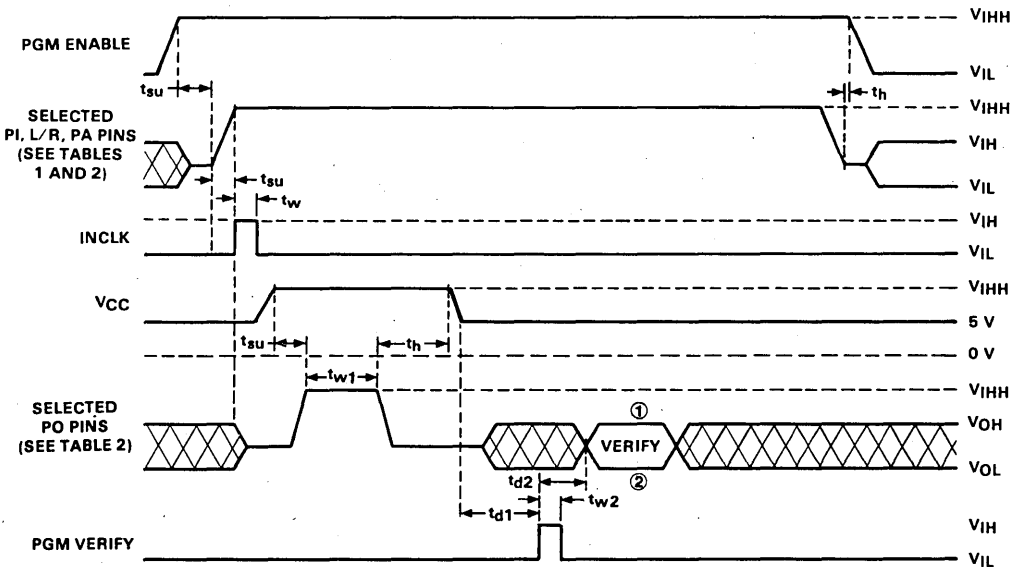 VIHH
PGM ENABLE
VIL
tsu
th
SELECTED
PI, L/R, PA PINS
(SEE TABLES
1 AND 2)
VIHH
VIH
VIL
tsu
tw
INCLK
VIH
VIL
VCC
VIHH
5 V
tsu
th
0 V
tw1
VIHH
SELECTED
PO PINS
(SEE TABLE 2)
①
VOH
VERIFY
VOL
②
td2
tw2
td1
PGM VERIFY
VIH
VIL